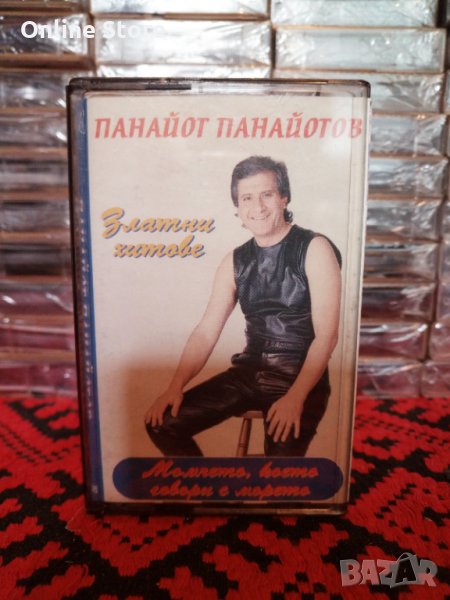 Online Store
ПАНАЙОТ ПАНАЙОТОВ
Златни
хитове
Момчето, което
говори с морето
BAZAR